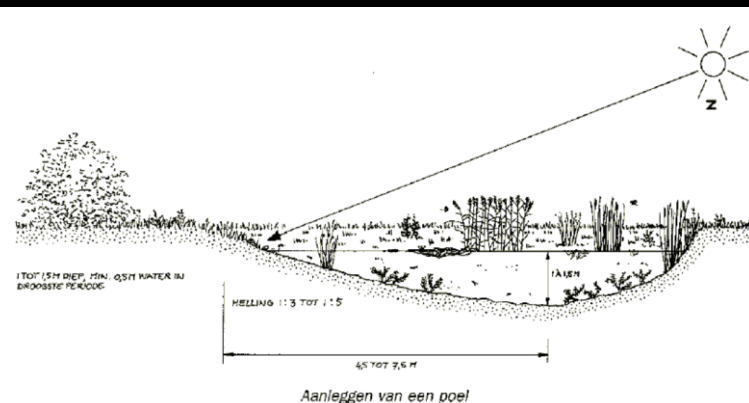 Z
1 TOT 1,5M DIEP, MIN. 0,5M WATER IN
DROOGSTE PERIODE
1 À 1,5M
HELLING 1:3 TOT 1:5
4,5 TOT 7,5 M
Aanleggen van een poel